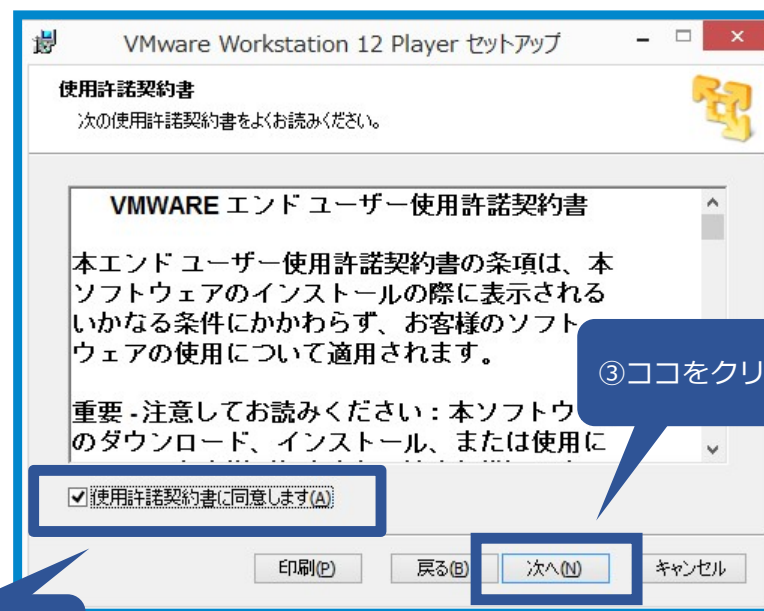 VMware Workstation 12 Player セットアップ
使用許諾契約書
次の使用許諾契約書をよくお読みください。
VMWARE エンド ユーザー使用許諾契約書
本エンド ユーザー使用許諾契約書の条項は、本
ソフトウェアのインストールの際に表示される
いかなる条件にかかわらず、お客様のソフト
ウェアの使用について適用されます。
重要 - 注意してお読みください：本ソフトウ
のダウンロード、インストール、または使用に
③ココをクリ
使用許諾契約書に同意します(A)
印刷(P) 戻る(B) 次へ(N) キャンセル